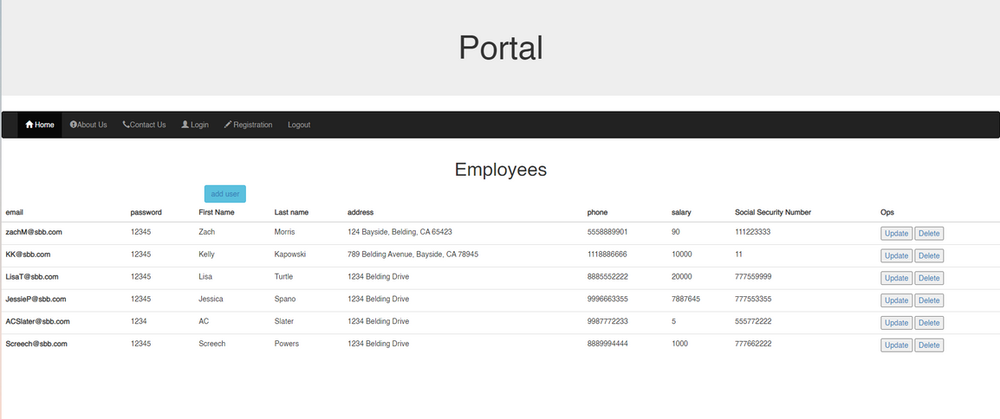 Portal
Home About Us Contact Us Login Registration Logout
Employees
add user
email password First Name Last name address phone salary Social Security Number Ops
zachM@sbb.com 12345 Zach Morris 124 Bayside, Belding, CA 65423 5558889901 90 111223333 Update Delete
KK@sbb.com 12345 Kelly Kapowski 789 Belding Avenue, Bayside, CA 78945 1118886666 10000 11 Update Delete
LisaT@sbb.com 12345 Lisa Turtle 1234 Belding Drive 8885552222 20000 777559999 Update Delete
JessieP@sbb.com 12345 Jessica Spano 1234 Belding Drive 9996663355 7887645 777553355 Update Delete
ACSlater@sbb.com 1234 AC Slater 1234 Belding Drive 9987772233 5 555772222 Update Delete
Screech@sbb.com 12345 Screech Powers 1234 Belding Drive 8889994444 1000 777662222 Update Delete